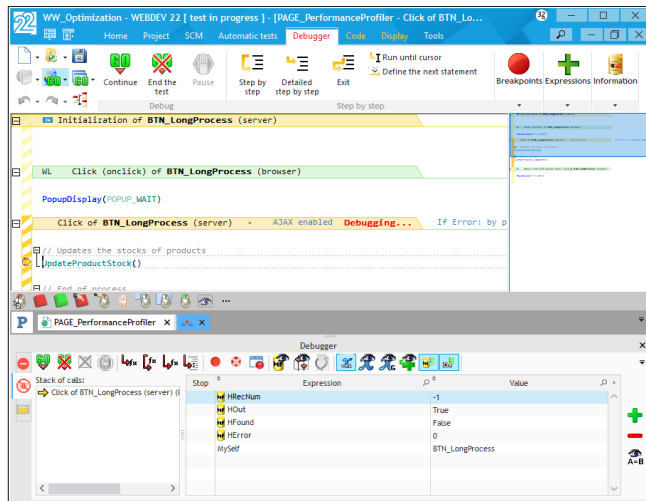 22 WW_Optimization - WEBDEV 22 [ test in progress ] - [PAGE_PerformanceProfiler - Click of BTN_Lo... 32
Home Project SCM Automatic tests Debugger Code Display Tools
GO Continue End the test Pause Step by step Detailed step by step Exit Run until cursor Define the next statement Breakpoints Expressions Information
Debug Step by step
Initialization of BTN_LongProcess (server)
WL Click (onclick) of BTN_LongProcess (browser)
PopupDisplay(POPUP_WAIT)
Click of BTN_LongProcess (server) - AJAX enabled Debugging... If Error: by p
// Updates the stocks of products
UpdateProductStock()
// End of process
P PAGE_PerformanceProfiler X X
Debugger X
Stack of calls: Stop Expression Value
Click of BTN_LongProcess (server) (
HRecNum -1
HOut True
HFound False
HError 0
MySelf BTN_LongProcess
A=B